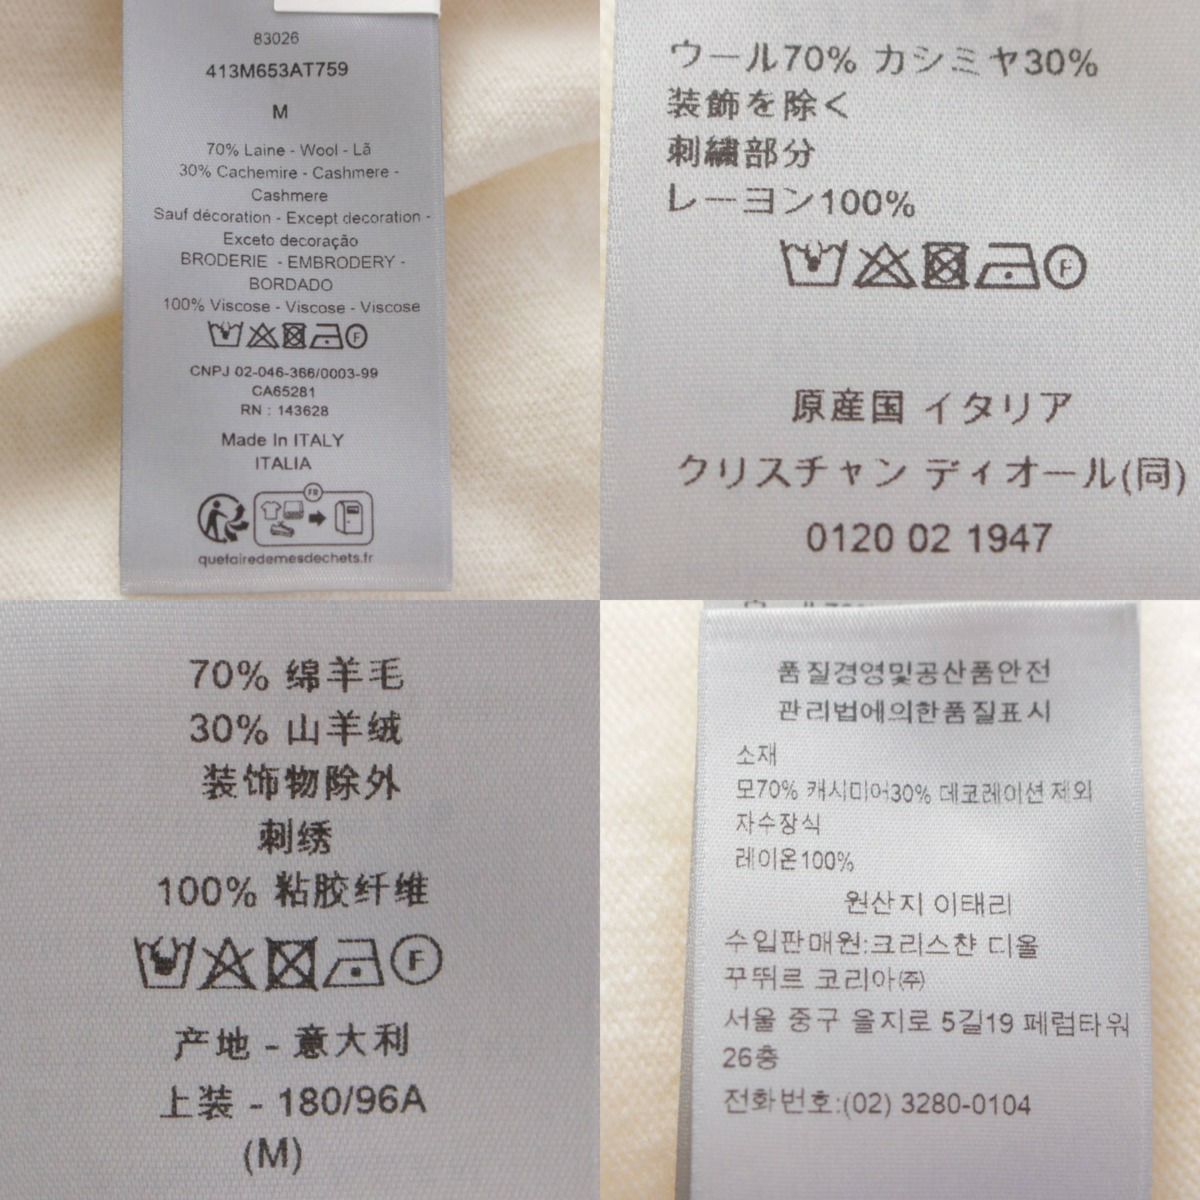 83026
413M653AT759
M
70% Laine - Wool - Lã
30% Cachemire - Cashmere -
Cashmere
Sauf décoration - Except decoration -
Exceto decoração
BRODERIE - EMBRODERY -
BORDADO
100% Viscose - Viscose - Viscose
F
CNPJ 02-046-366/0003-99
CA65281
RN : 143628
Made In ITALY
ITALIA
FR
quefairedemesdechets.fr
ウール70% カシミヤ30%
装飾を除く
刺繍部分
レーヨン100%
F
原産国 イタリア
クリスチャン ディオール(同)
0120 02 1947
70% 绵羊毛
30% 山羊绒
装饰物除外
刺绣
100% 粘胶纤维
F
产地 - 意大利
上装 - 180/96A
(M)
품질경영및공산품안전
관리법에의한품질표시
소재
모70% 캐시미어30% 데코레이션 제외
자수장식
레이온100%
원산지 이태리
수입판매원:크리스챤 디올
꾸뛰르 코리아㈜
서울 중구 을지로 5길19 페럼타워
26층
전화번호:(02) 3280-0104